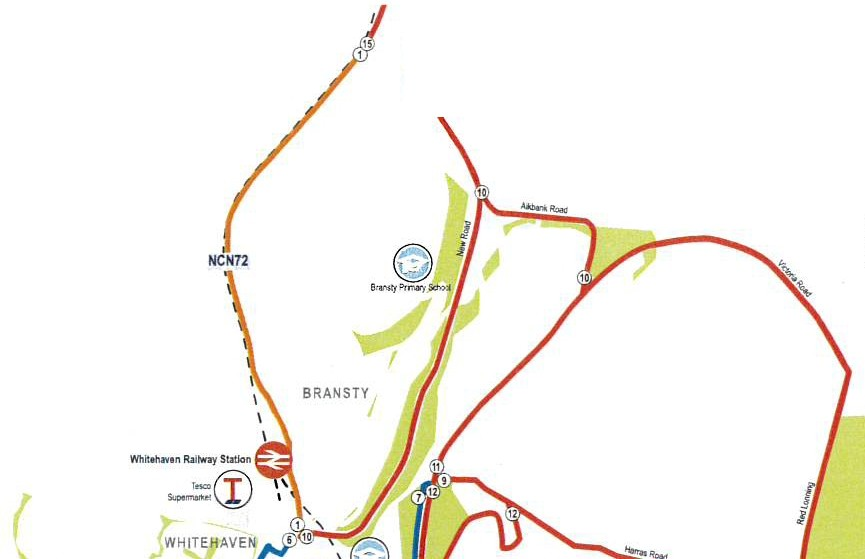 15
1
10
Aikbank Road
New Road
NCN72
10
Bransty Primary School
Victoria Road
BRANSTY
Whitehaven Railway Station
11
9
Tesco
Supermarket
T
7
12
12
Red Lonning
1
10
6
WHITEHAVEN
Harras Road